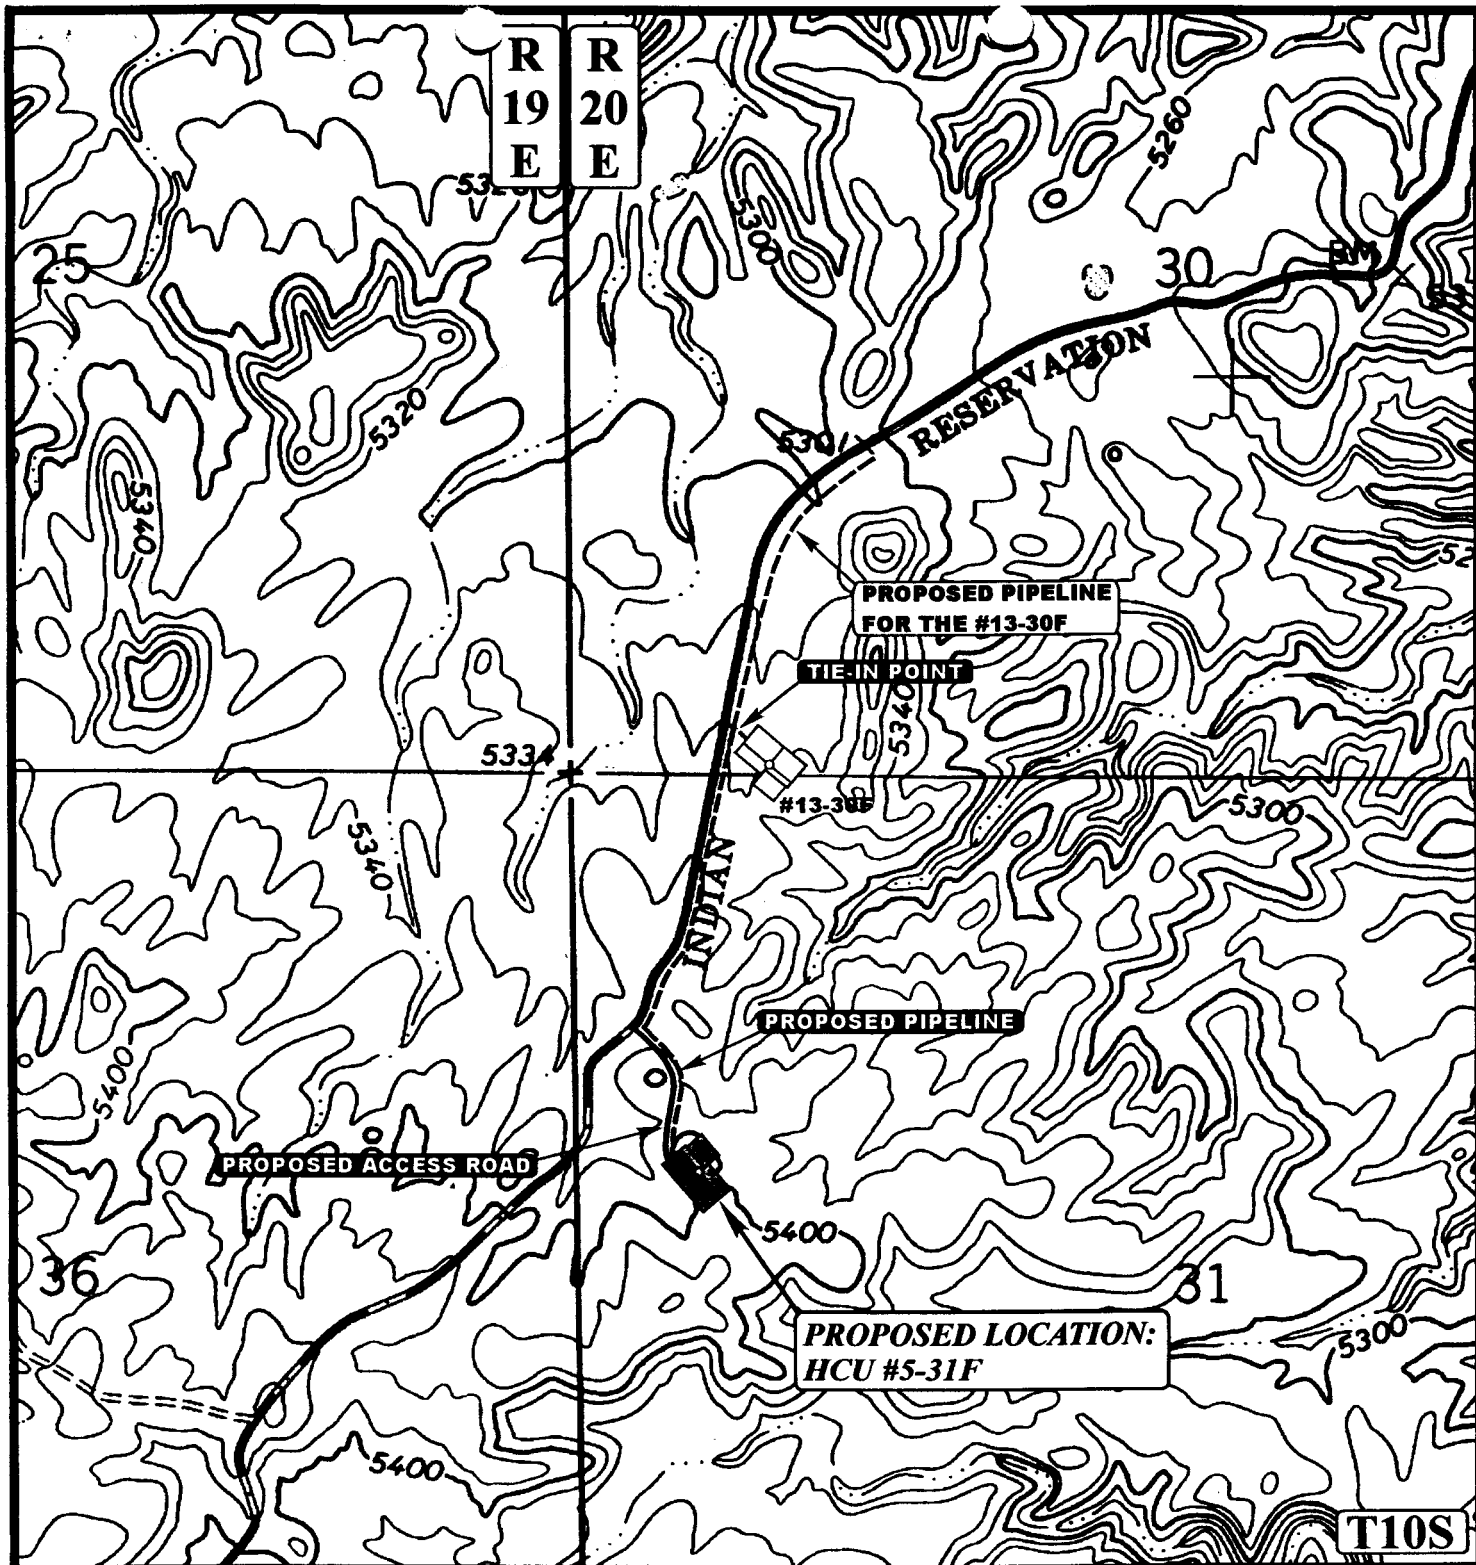 R
19
E
R
20
E
5260
5300
25
30
BM
5320
RESERVATION
5340
PROPOSED PIPELINE
FOR THE #13-30F
TIE-IN POINT
5340
5334
#13-30F
5300
5340
INDIAN
PROPOSED PIPELINE
5400
PROPOSED ACCESS ROAD
5400
36
31
PROPOSED LOCATION:
HCU #5-31F
5300
5400
T10S